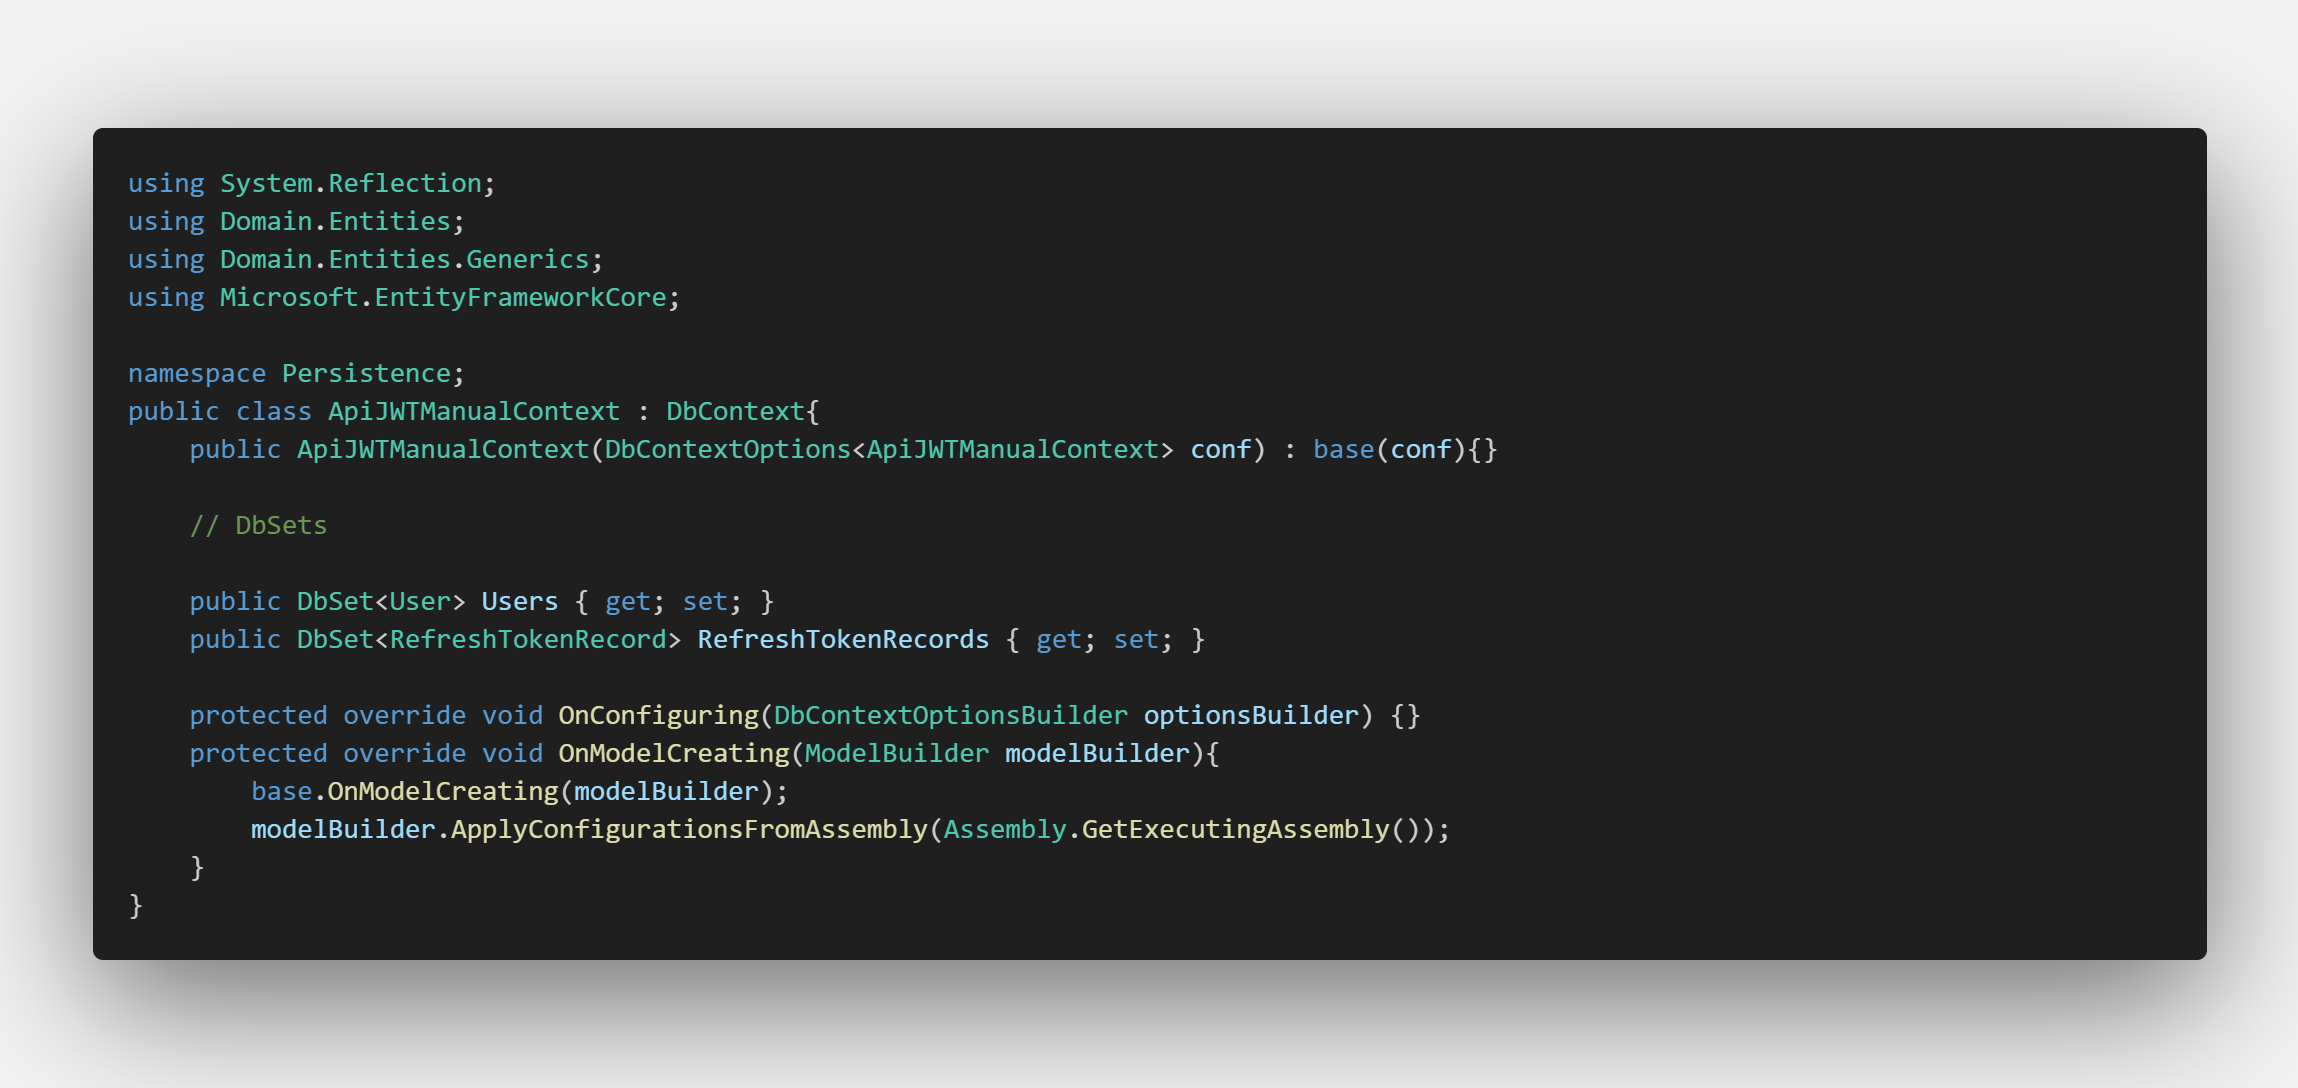 using System.Reflection;
using Domain.Entities;
using Domain.Entities.Generics;
using Microsoft.EntityFrameworkCore;
namespace Persistence;
public class ApiJWTManualContext : DbContext{
    public ApiJWTManualContext(DbContextOptions<ApiJWTManualContext> conf) : base(conf){}
    // DbSets
    public DbSet<User> Users { get; set; }
    public DbSet<RefreshTokenRecord> RefreshTokenRecords { get; set; }
    protected override void OnConfiguring(DbContextOptionsBuilder optionsBuilder) {}
    protected override void OnModelCreating(ModelBuilder modelBuilder){
        base.OnModelCreating(modelBuilder);
        modelBuilder.ApplyConfigurationsFromAssembly(Assembly.GetExecutingAssembly());
    }
}